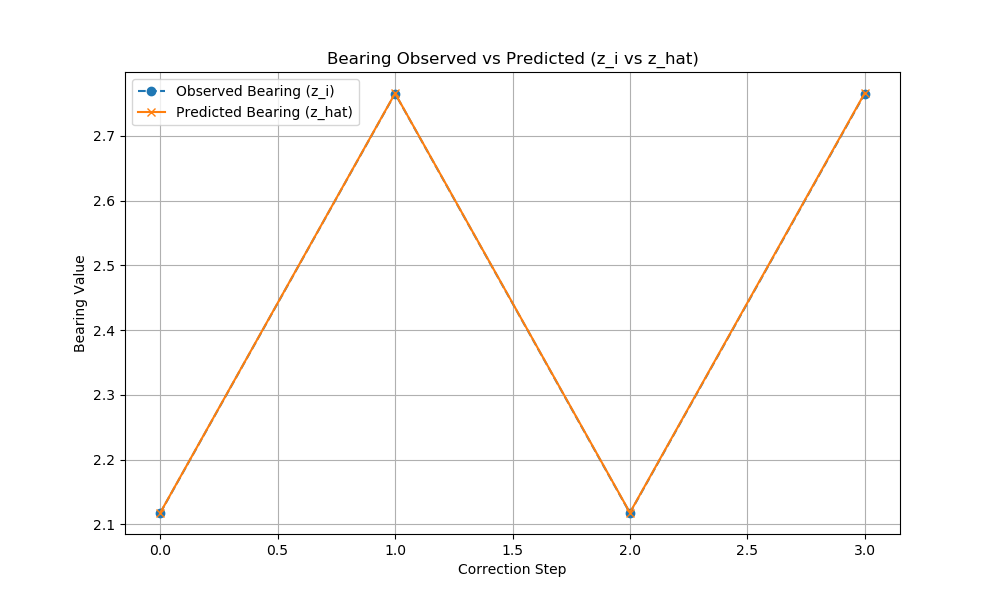 Bearing Observed vs Predicted (z_i vs z_hat)
Observed Bearing (z_i)
Predicted Bearing (z_hat)
Bearing Value
2.7
2.6
2.5
2.4
2.3
2.2
2.1
0.0 0.5 1.0 1.5 2.0 2.5 3.0
Correction Step